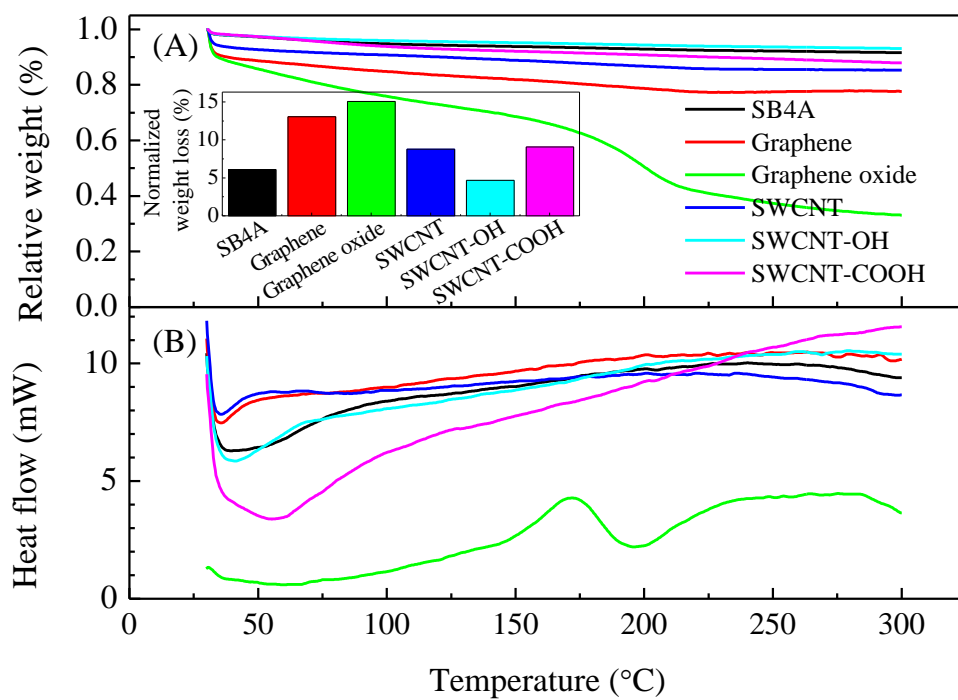 (A)
Relative weight (%)
1.0
0.8
0.6
0.4
0.2
0.0
Normalized
weight loss (%)
15
10
5
0
SB4A
Graphene
Graphene oxide
SWCNT
SWCNT-OH
SWCNT-COOH
SB4A
Graphene
Graphene oxide
SWCNT
SWCNT-OH
SWCNT-COOH
(B)
Heat flow (mW)
10
5
0
0
50
100
150
200
250
300
Temperature (°C)